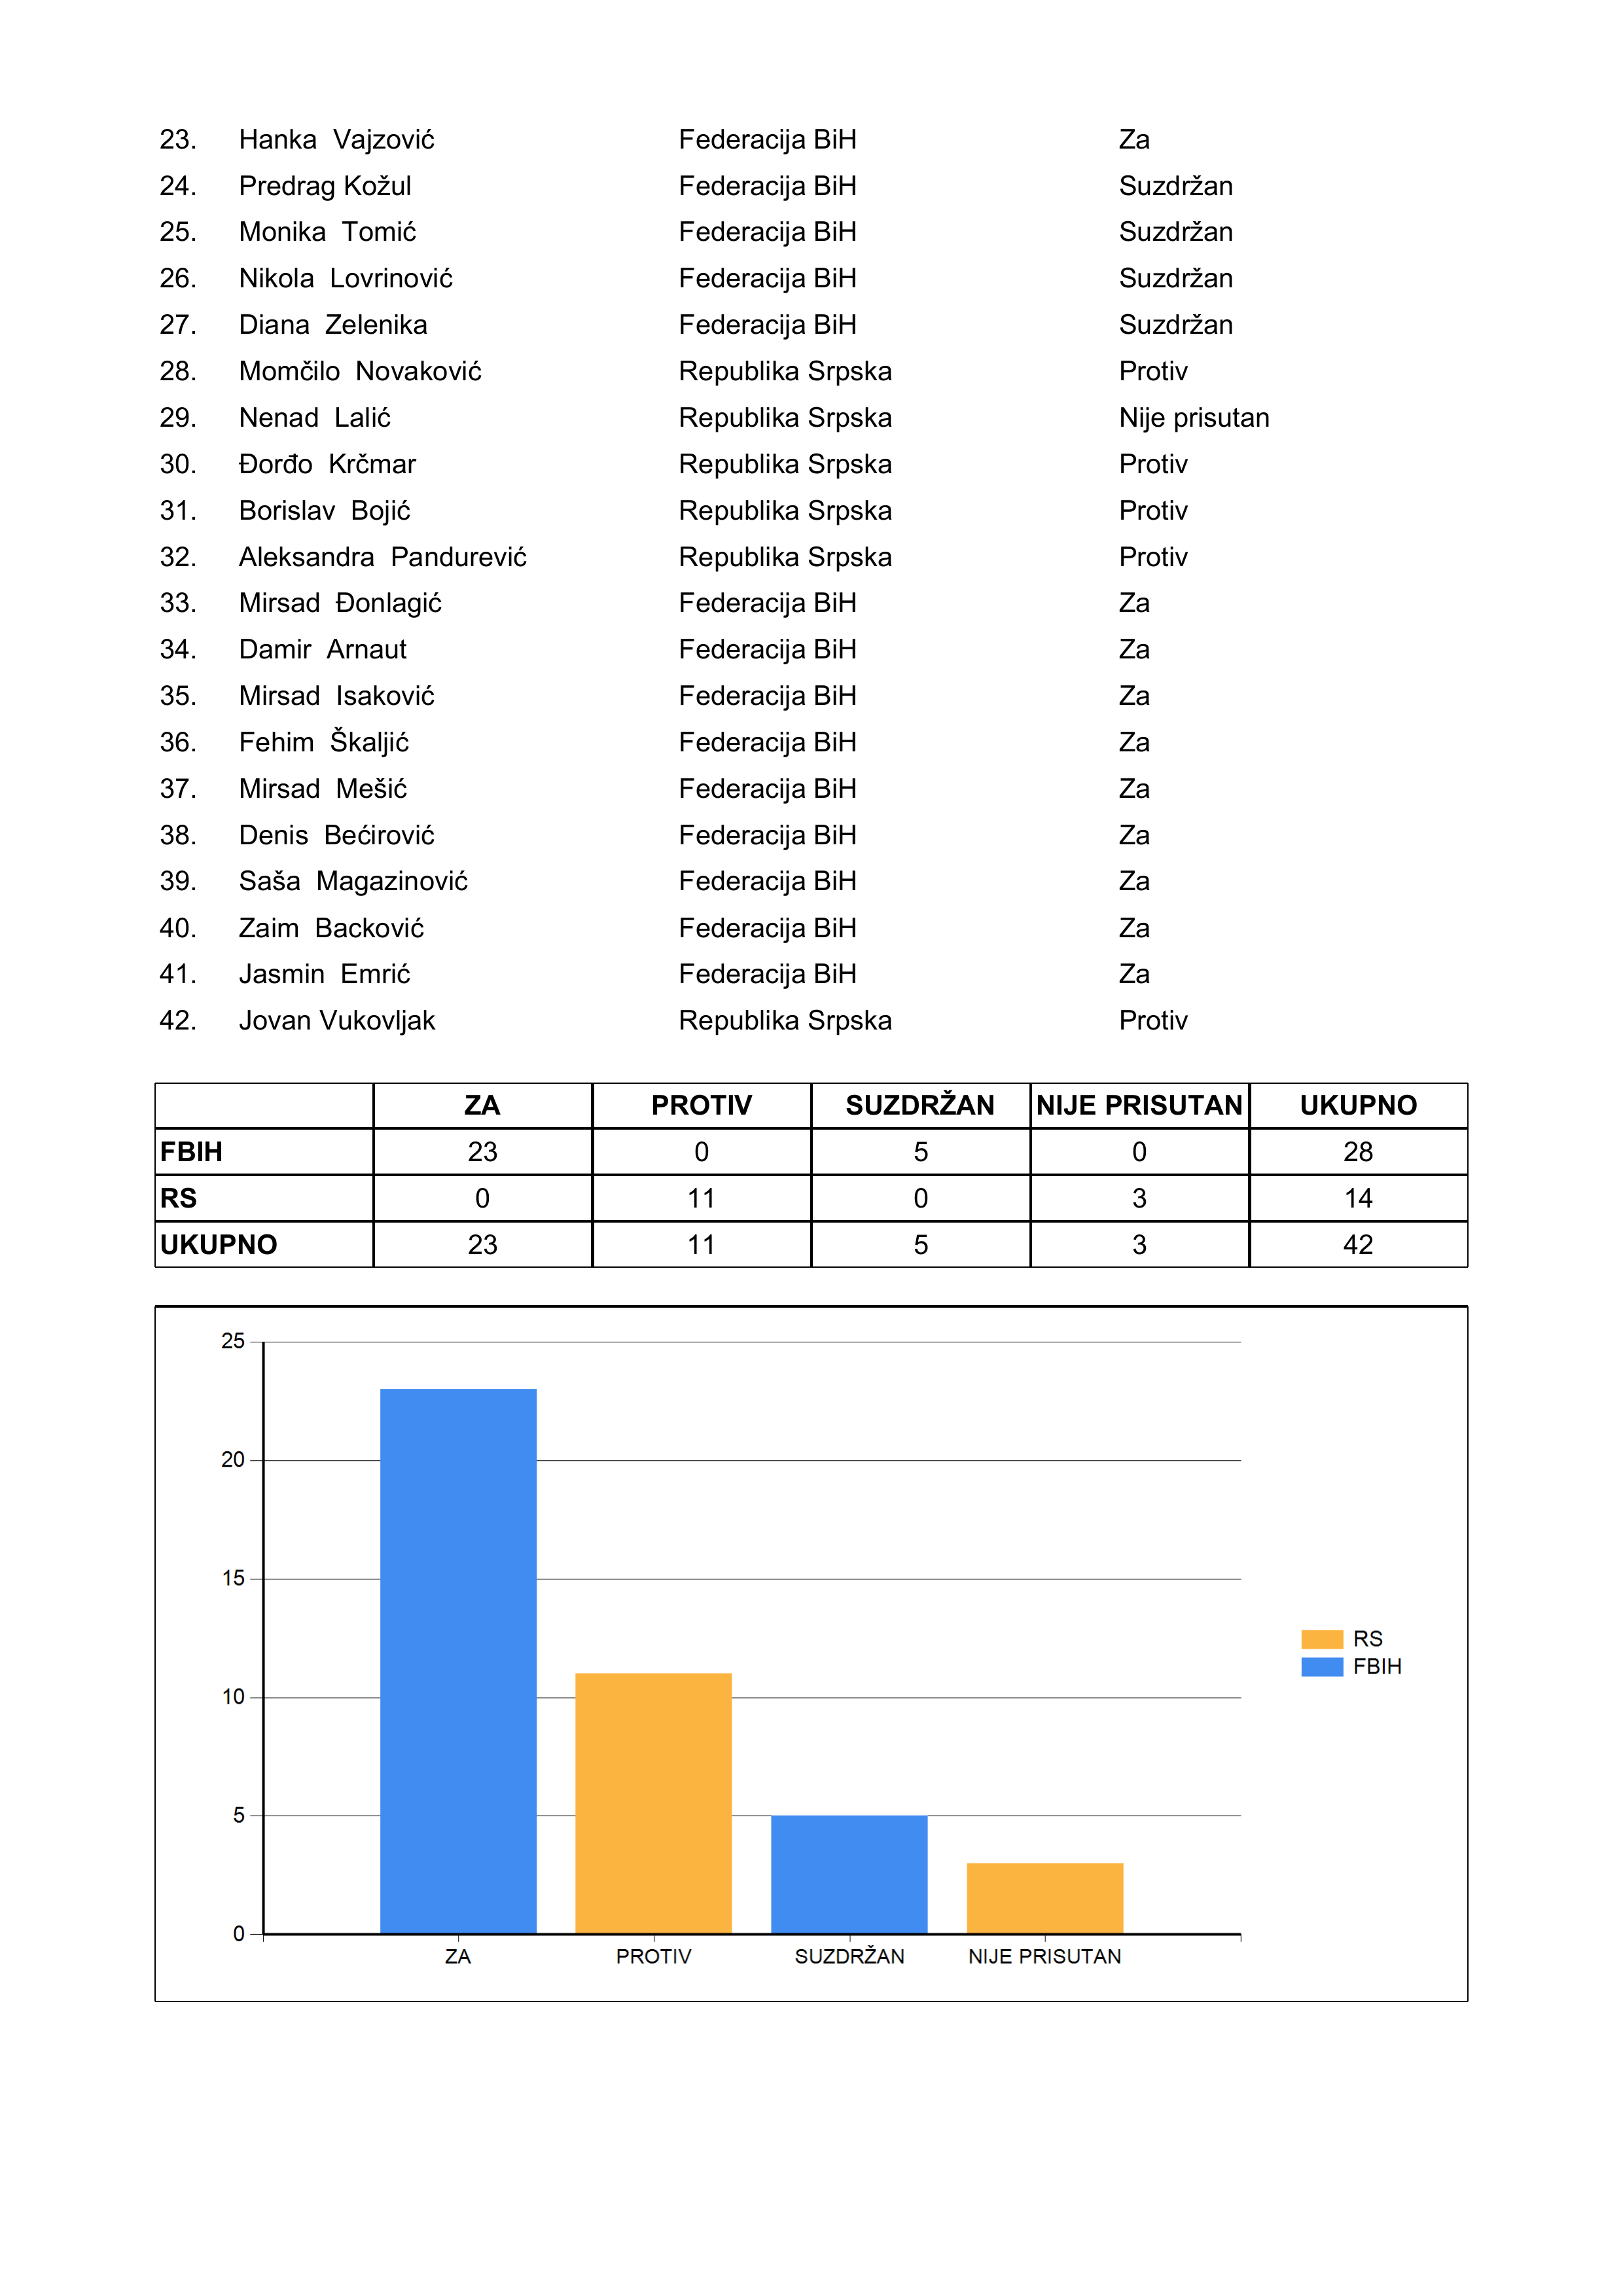 23. Hanka Vajzović Federacija BiH Za
24. Predrag Kožul Federacija BiH Suzdržan
25. Monika Tomić Federacija BiH Suzdržan
26. Nikola Lovrinović Federacija BiH Suzdržan
27. Diana Zelenika Federacija BiH Suzdržan
28. Momčilo Novaković Republika Srpska Protiv
29. Nenad Lalić Republika Srpska Nije prisutan
30. Đorđo Krčmar Republika Srpska Protiv
31. Borislav Bojić Republika Srpska Protiv
32. Aleksandra Pandurević Republika Srpska Protiv
33. Mirsad Đonlagić Federacija BiH Za
34. Damir Arnaut Federacija BiH Za
35. Mirsad Isaković Federacija BiH Za
36. Fehim Škaljić Federacija BiH Za
37. Mirsad Mešić Federacija BiH Za
38. Denis Bećirović Federacija BiH Za
39. Saša Magazinović Federacija BiH Za
40. Zaim Backović Federacija BiH Za
41. Jasmin Emrić Federacija BiH Za
42. Jovan Vukovljak Republika Srpska Protiv
ZA PROTIV SUZDRŽAN NIJE PRISUTAN UKUPNO
FBIH 23 0 5 0 28
RS 0 11 0 3 14
UKUPNO 23 11 5 3 42
25
20
15
10
5
0
ZA PROTIV SUZDRŽAN NIJE PRISUTAN
RS
FBIH